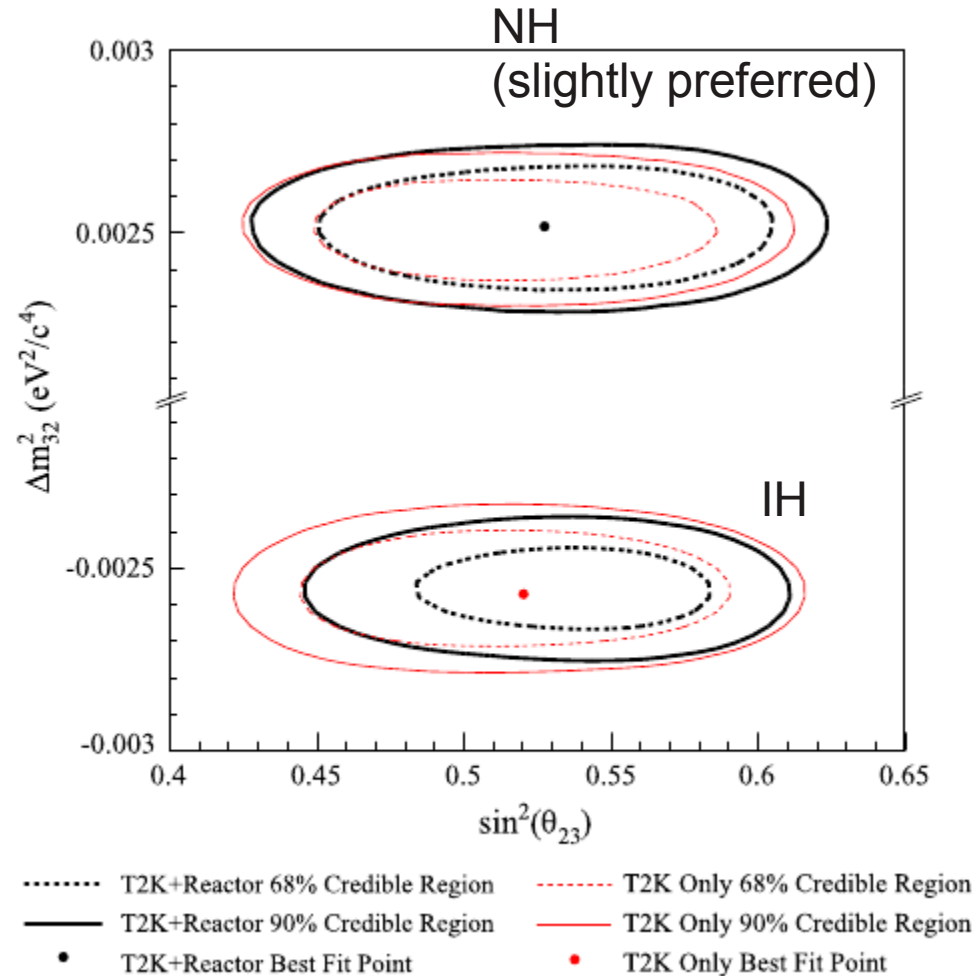 NH
(slightly preferred)
0.003
0.0025
Δm²₃₂ (eV²/c⁴)
IH
-0.0025
-0.003
0.4 0.45 0.5 0.55 0.6 0.65
sin²(θ₂₃)
T2K+Reactor 68% Credible Region T2K Only 68% Credible Region
T2K+Reactor 90% Credible Region T2K Only 90% Credible Region
T2K+Reactor Best Fit Point T2K Only Best Fit Point